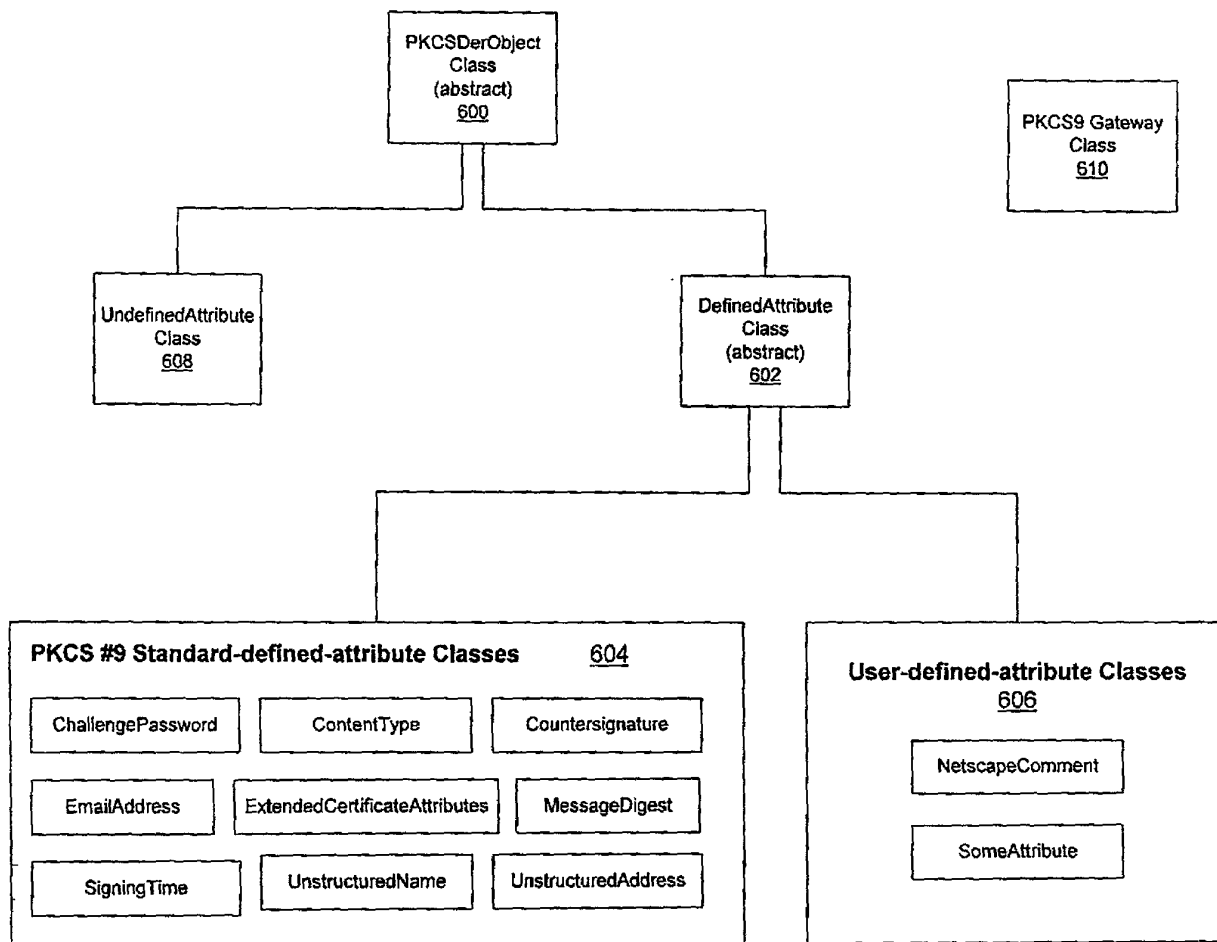 PKCSDerObject
Class
(abstract)
600
PKCS9 Gateway
Class
610
UndefinedAttribute
Class
608
DefinedAttribute
Class
(abstract)
602
PKCS #9 Standard-defined-attribute Classes 604
ChallengePassword
ContentType
Countersignature
EmailAddress
ExtendedCertificateAttributes
MessageDigest
SigningTime
UnstructuredName
UnstructuredAddress
User-defined-attribute Classes
606
NetscapeComment
SomeAttribute